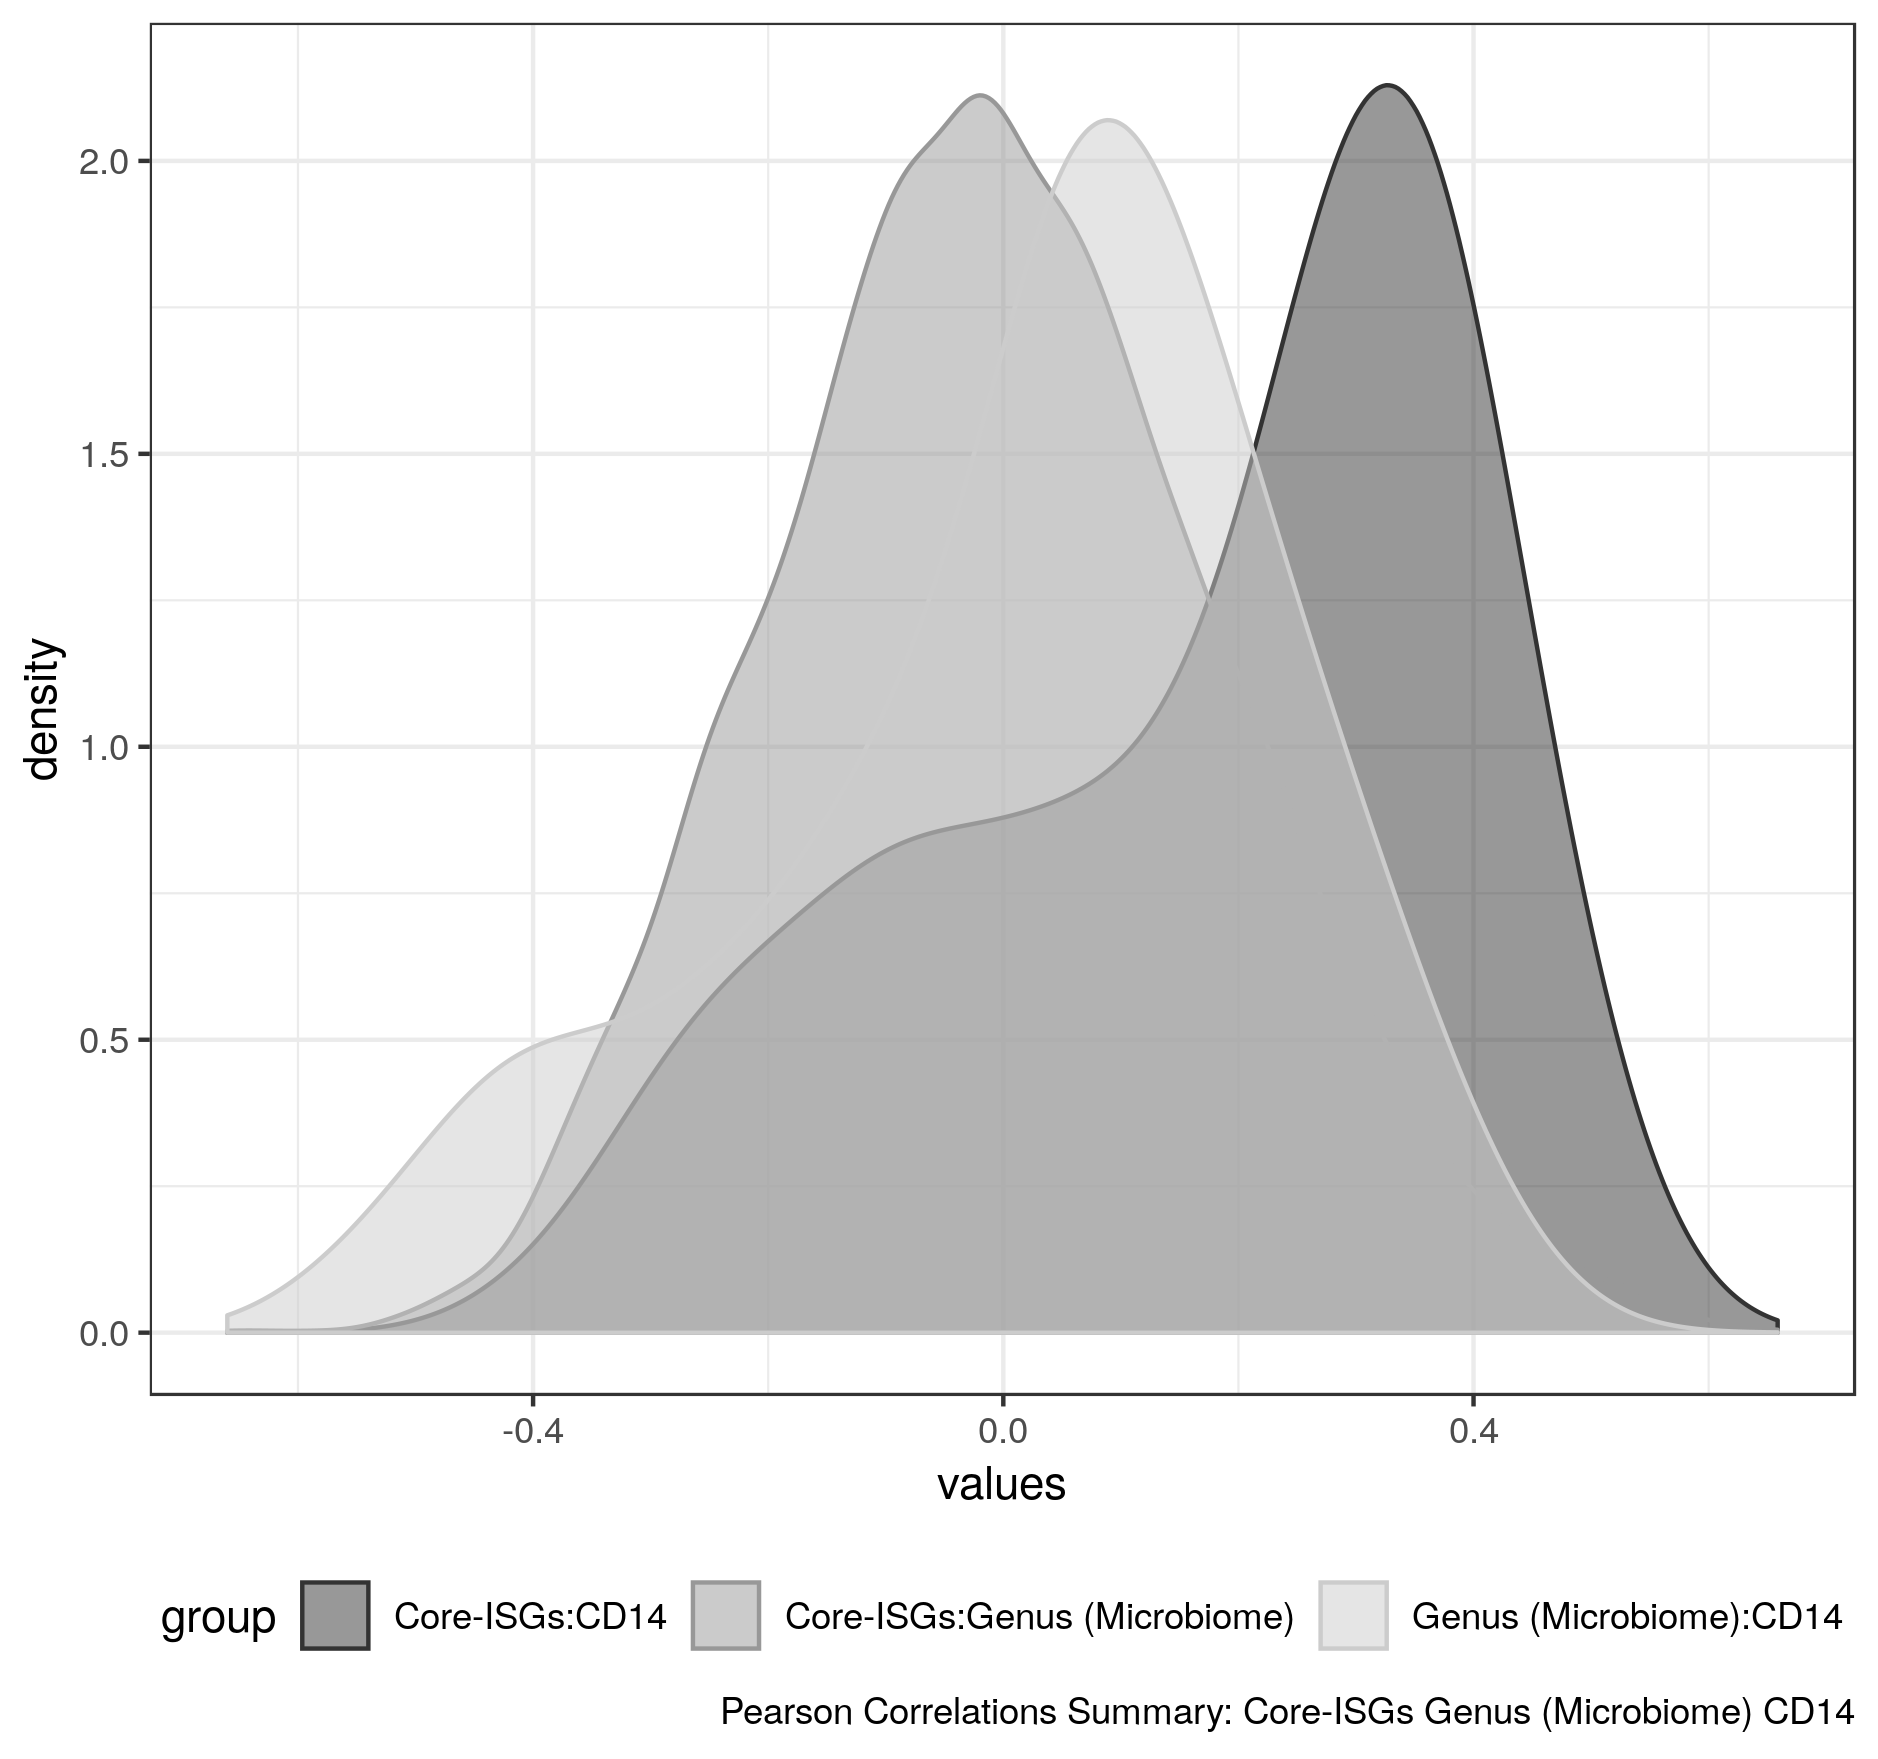 density
2.0
1.5
1.0
0.5
0.0
-0.4 0.0 0.4
values
group Core-ISGs:CD14 Core-ISGs:Genus (Microbiome) Genus (Microbiome):CD14
Pearson Correlations Summary: Core-ISGs Genus (Microbiome) CD14